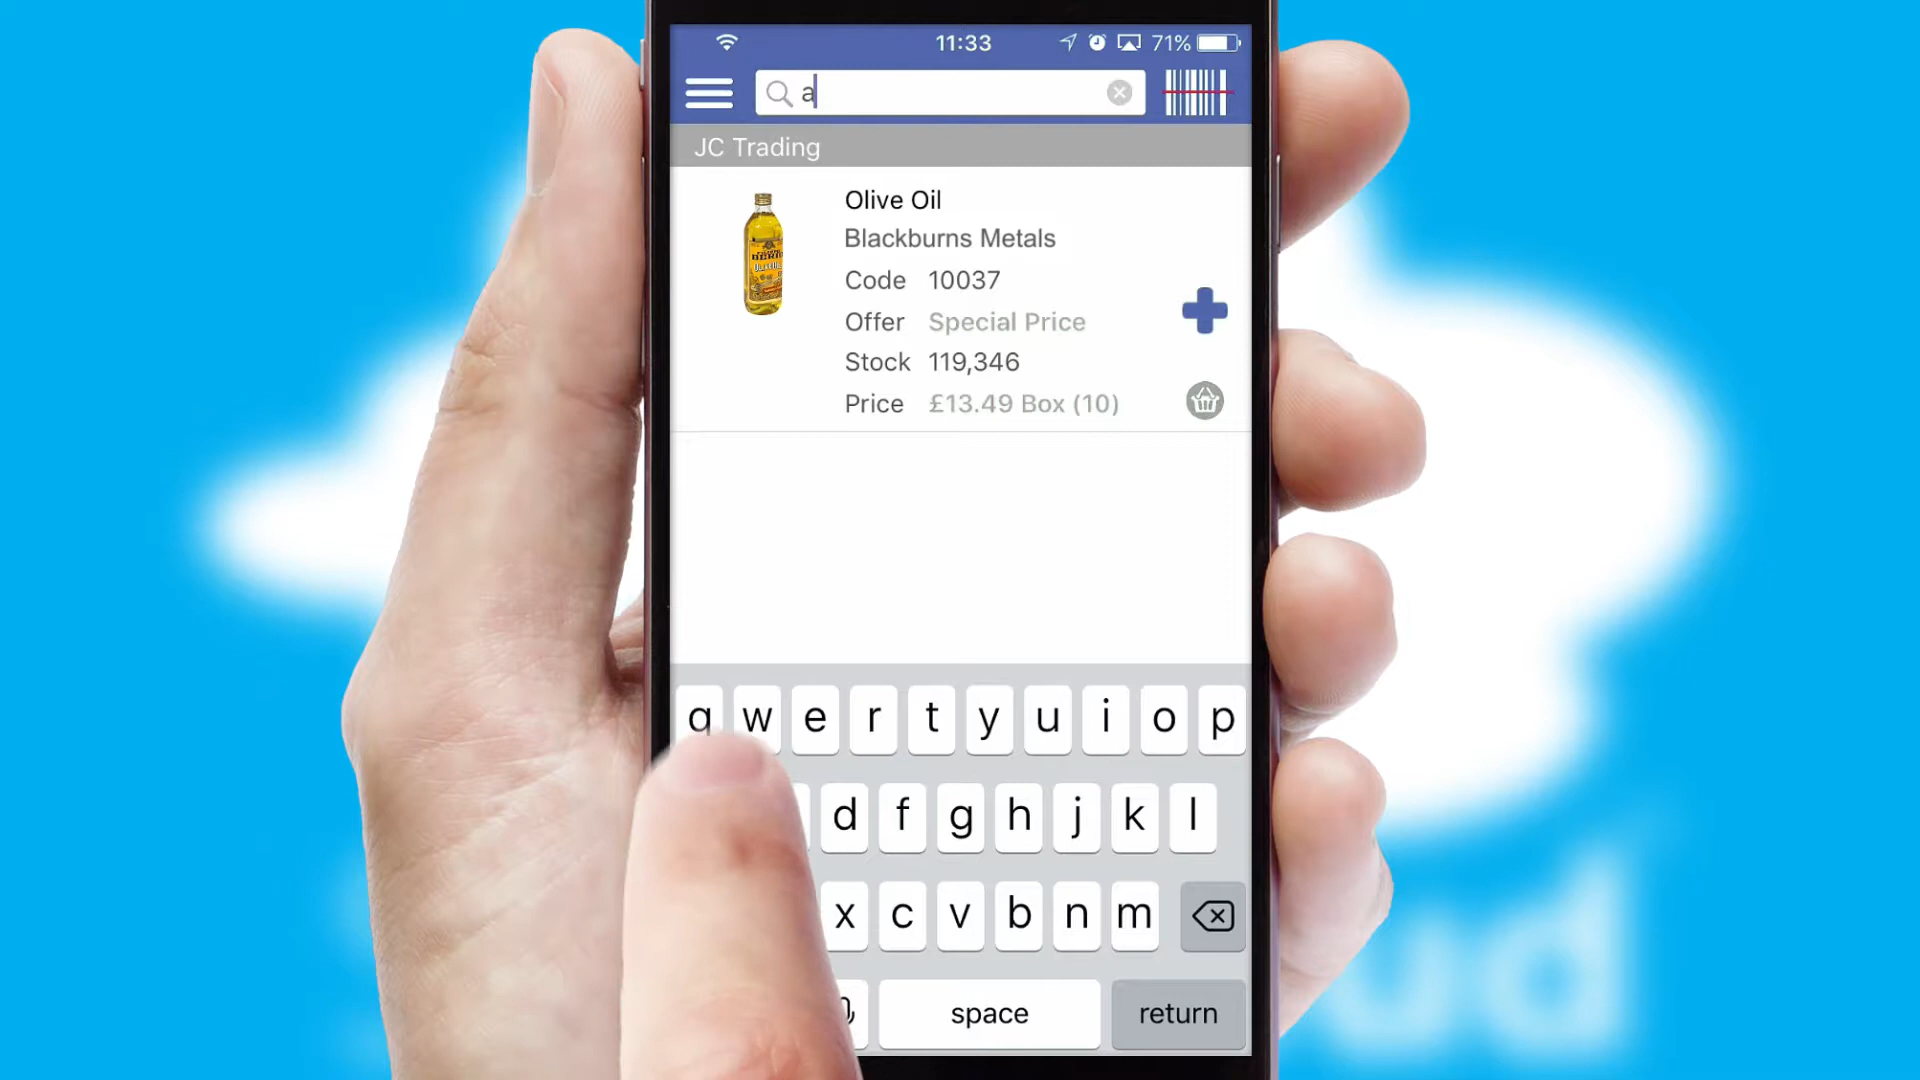 11:33
71%
a
JC Trading
Olive Oil
Blackburns Metals
Code 10037
Offer Special Price
Stock 119,346
Price £13.49 Box (10)
q w e r t y u i o p
d f g h j k l
x c v b n m
space return
ud